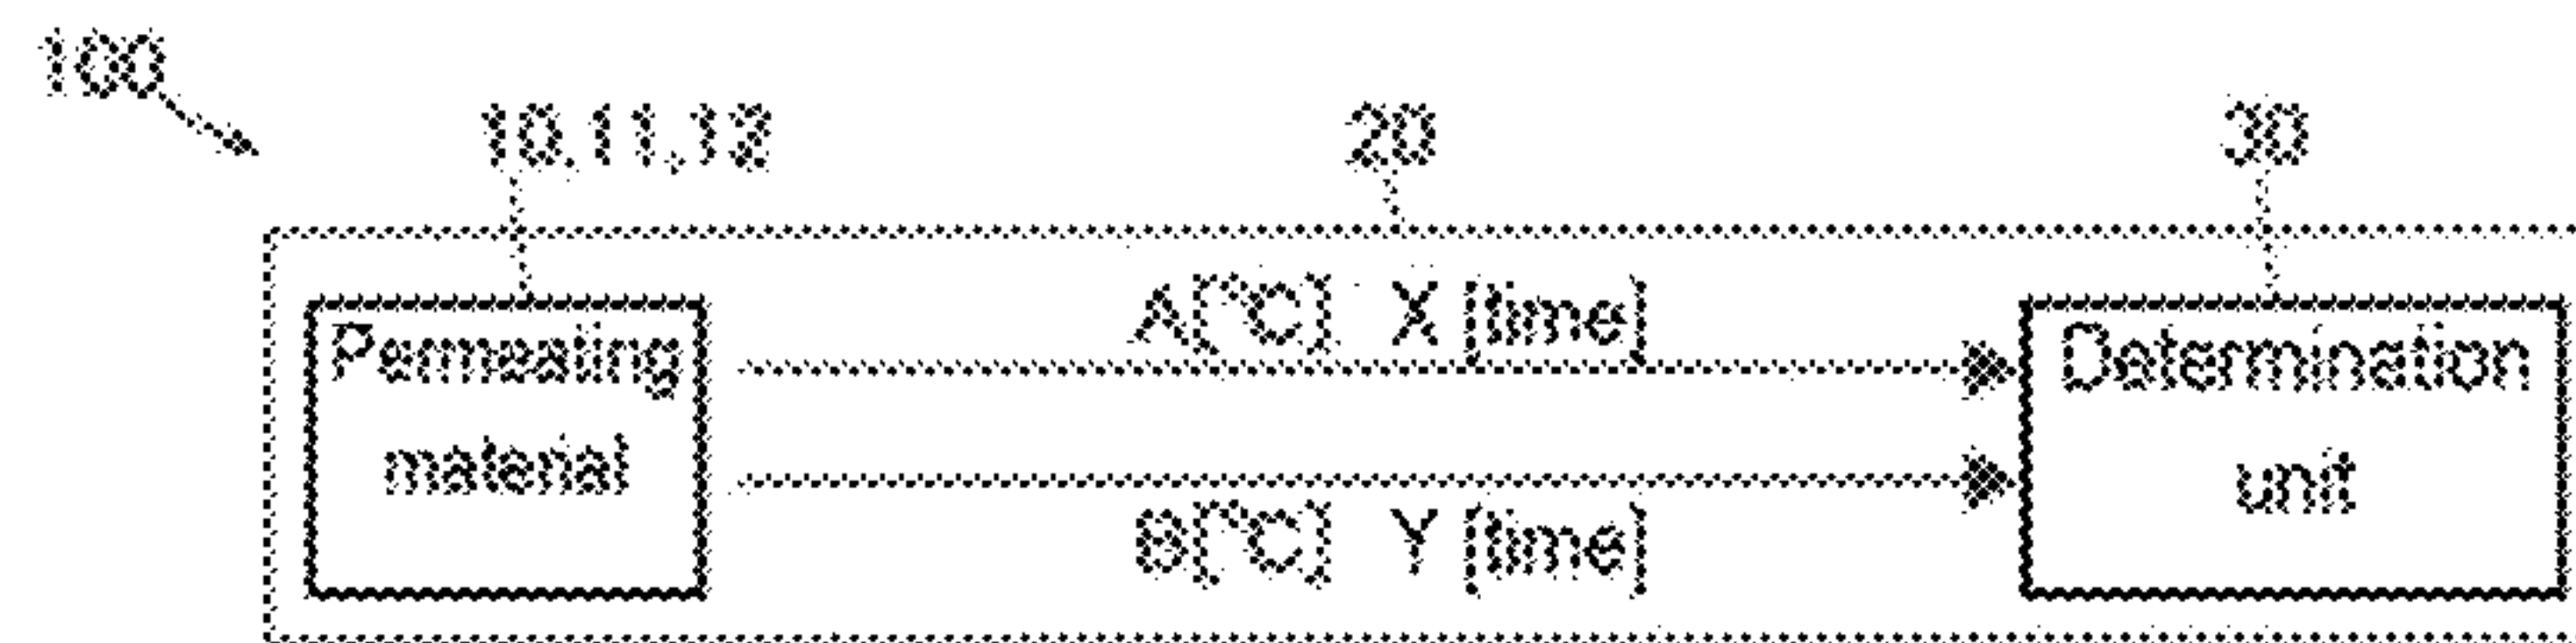 100
10,11,12 20 30
A[°C] X [time]
Permeating
material
Determination
unit
B[°C] Y [time]